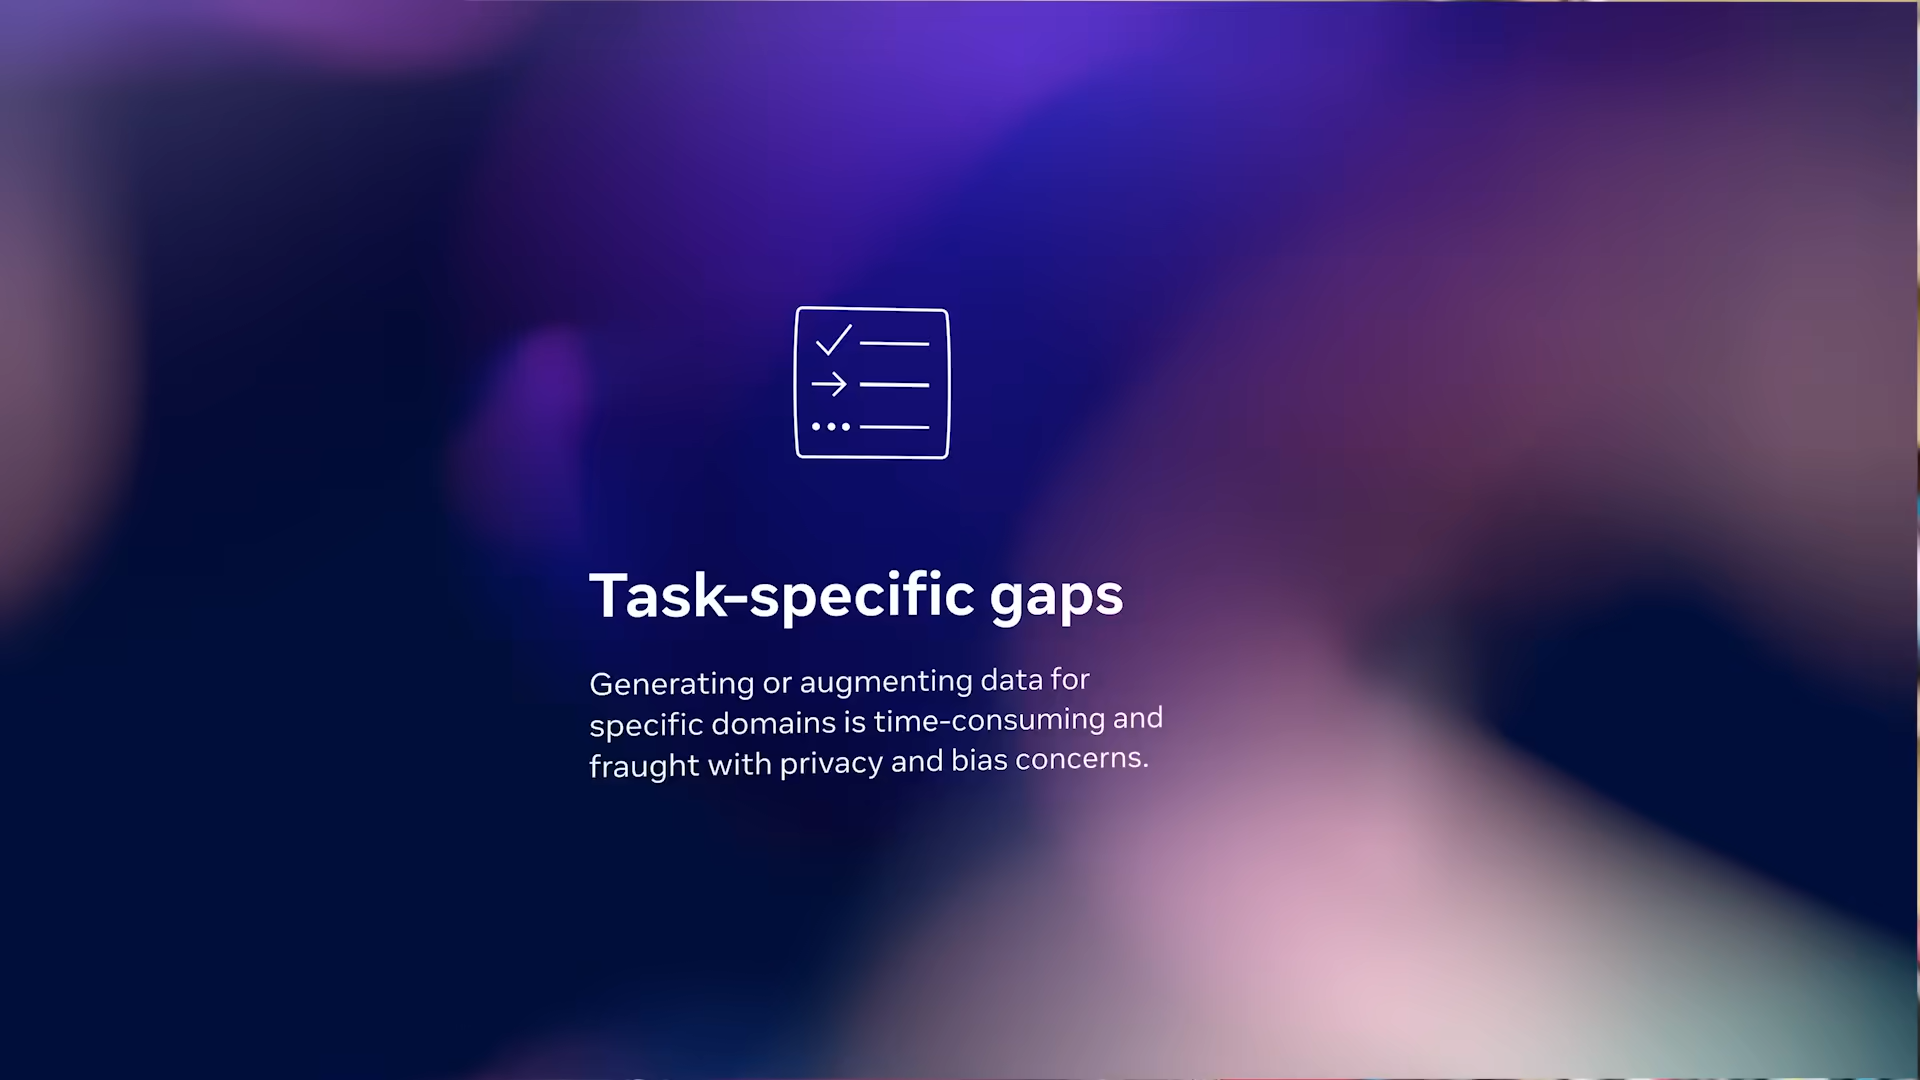 Task-specific gaps
Generating or augmenting data for
specific domains is time-consuming and
fraught with privacy and bias concerns.